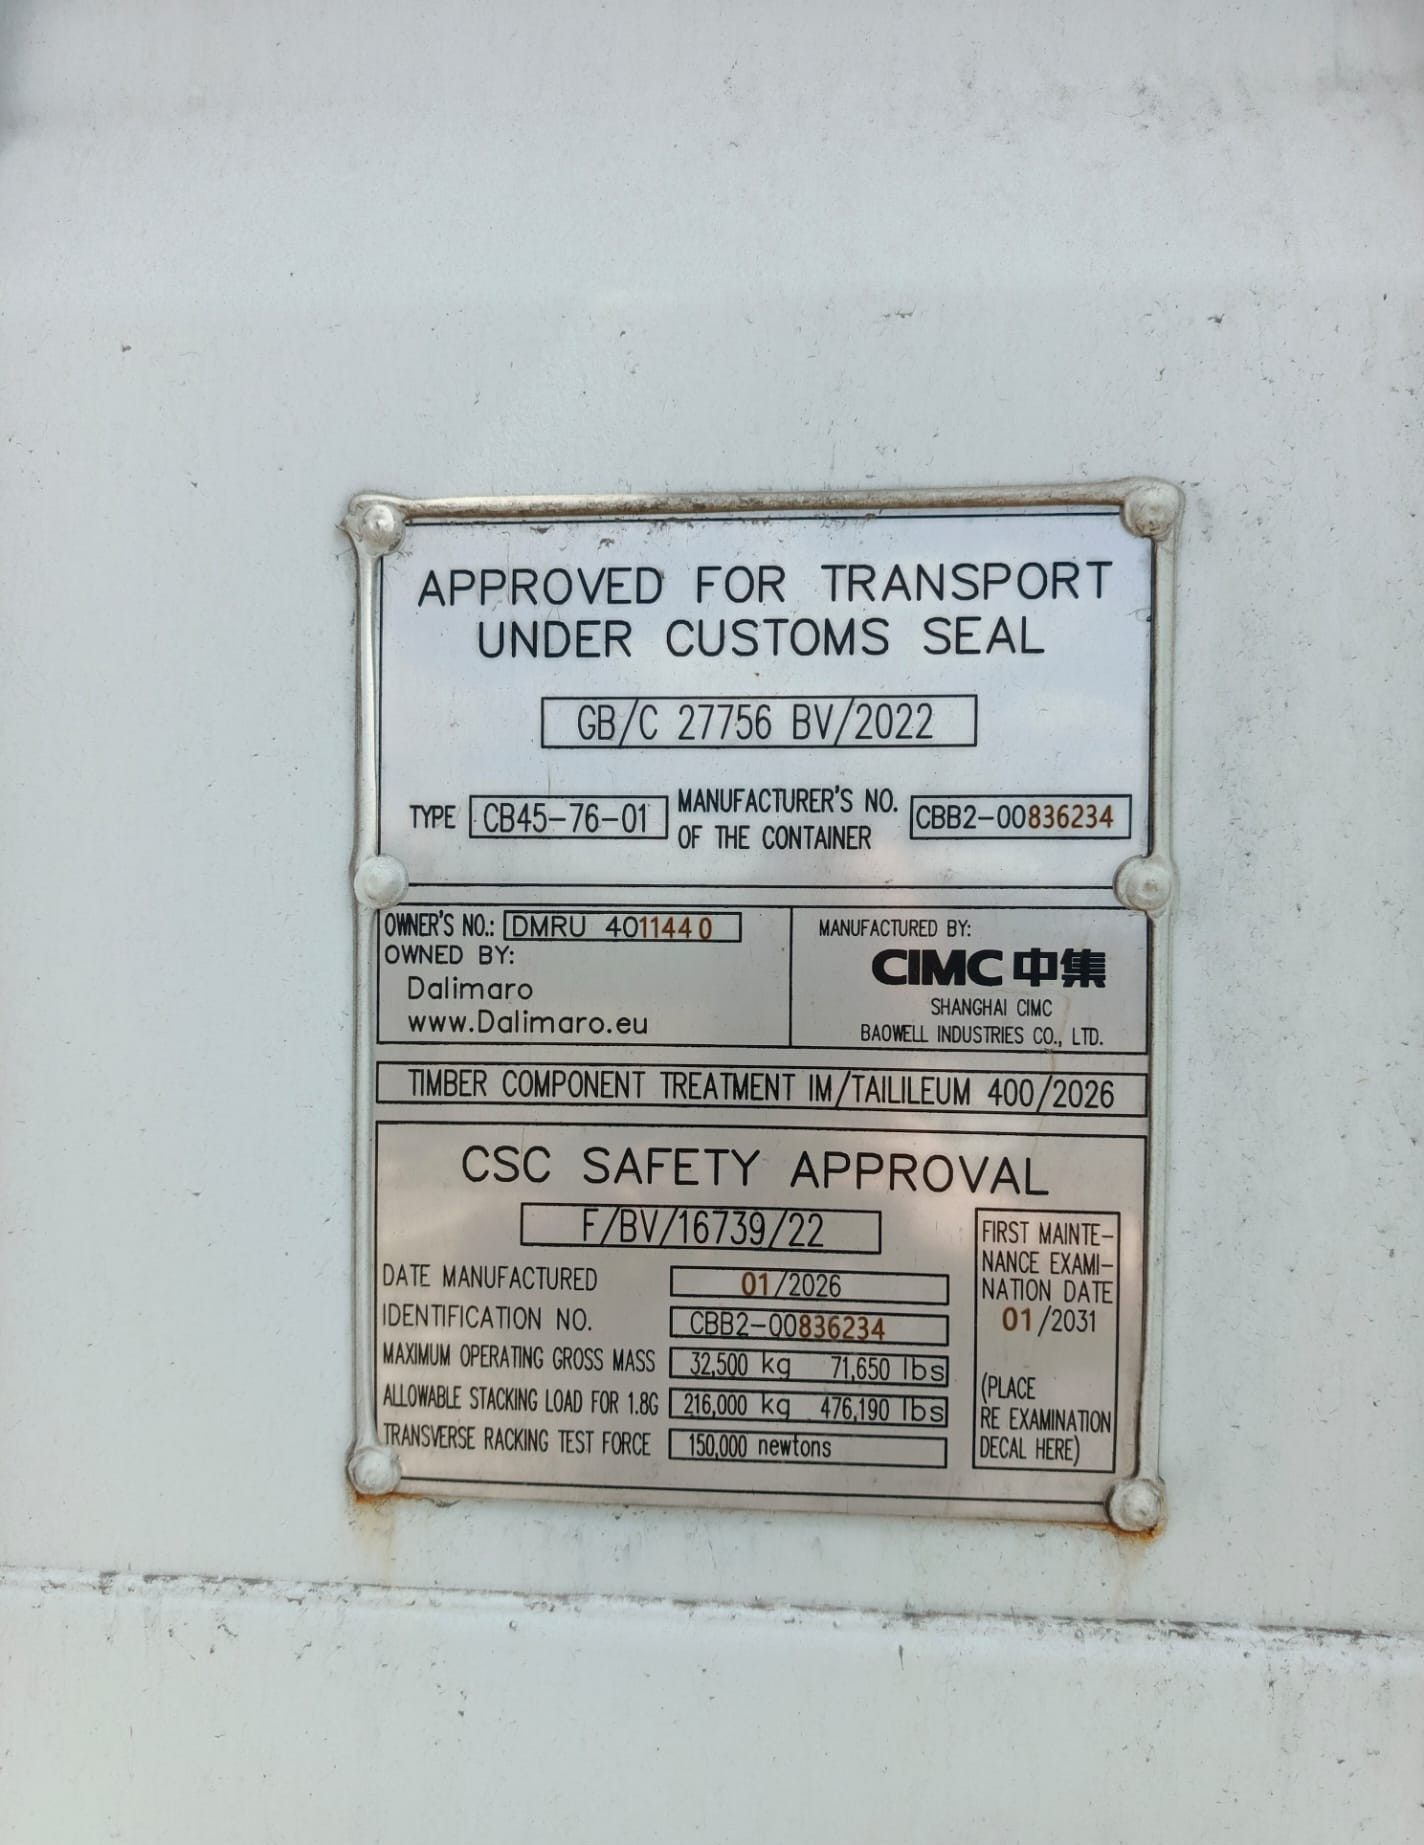 APPROVED FOR TRANSPORT
UNDER CUSTOMS SEAL
GB/C 27756 BV/2022
TYPE CB45-76-01 MANUFACTURER'S NO. OF THE CONTAINER CBB2-00836234
OWNER'S NO.: DMRU 4011440
OWNED BY:
Dalimaro
www.Dalimaro.eu
MANUFACTURED BY:
CIMC 中集
SHANGHAI CIMC
BAOWELL INDUSTRIES CO., LTD.
TIMBER COMPONENT TREATMENT IM/TAILILEUM 400/2026
CSC SAFETY APPROVAL
F/BV/16739/22
DATE MANUFACTURED 01/2026
IDENTIFICATION NO. CBB2-00836234
MAXIMUM OPERATING GROSS MASS 32,500 kg 71,650 lbs
ALLOWABLE STACKING LOAD FOR 1.8G 216,000 kg 476,190 lbs
TRANSVERSE RACKING TEST FORCE 150,000 newtons
FIRST MAINTE-
NANCE EXAMI-
NATION DATE
01/2031
(PLACE
RE EXAMINATION
DECAL HERE)